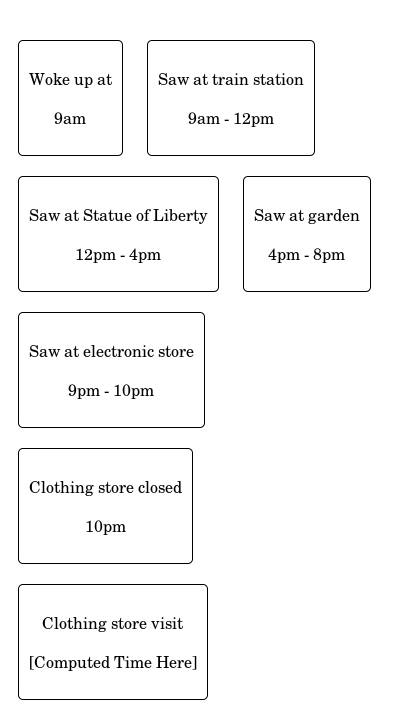 Woke up at
9am
Saw at train station
9am - 12pm
Saw at Statue of Liberty
12pm - 4pm
Saw at garden
4pm - 8pm
Saw at electronic store
9pm - 10pm
Clothing store closed
10pm
Clothing store visit
[Computed Time Here]